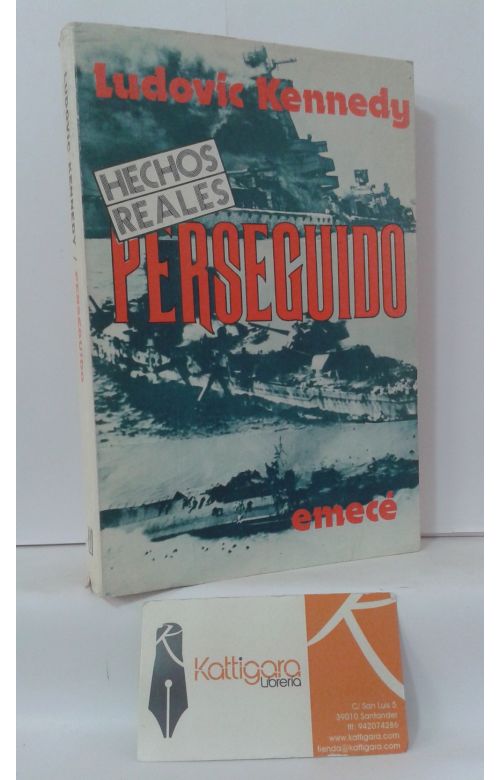 Ludovic Kennedy
HECHOS
REALES
PERSEGUIDO
emecé
LUDOVIC KENNEDY / PERSEGUIDO
Kattigara
Librería
C/ San Luis 5
39010 Santander
tlf: 942074286
www.kattigara.com
tienda@kattigara.com